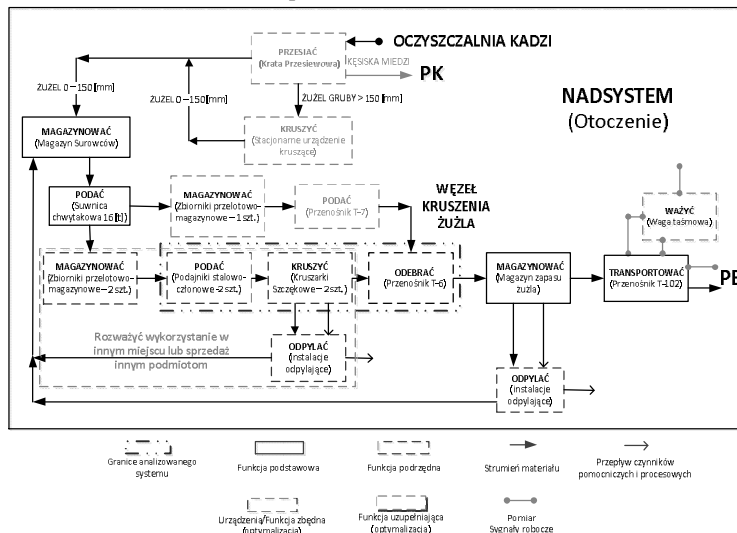 OCZYSZCZALNIA KADZI
PRZESIAĆ
(Krata Przesiewowa)
KĘSISKA MIEDZI
PK
ŻUŻEL 0–150 [mm]
ŻUŻEL 0–150 [mm]
ŻUŻEL GRUBY > 150 [mm]
NADSYSTEM
(Otoczenie)
KRUSZYĆ
(Stacjonarne urządzenie
kruszące)
MAGAZYNOWAĆ
(Magazyn Surowców)
PODAĆ
(Suwnica
chwytakowa 16 [t])
MAGAZYNOWAĆ
(Zbiorniki przelotowo-
magazynowe – 1 szt.)
PODAĆ
(Przenośnik T-7)
WĘZEŁ
KRUSZENIA
ŻUŻLA
WAŻYĆ
(Waga taśmowa)
MAGAZYNOWAĆ
(Zbiorniki przelotowo-
magazynowe – 2 szt.)
PODAĆ
(Podajniki stalowo-
członowe -2 szt.)
KRUSZYĆ
(Kruszarki
Szczękowe – 2szt.)
ODEBRAĆ
(Przenośnik T-6)
MAGAZYNOWAĆ
(Magazyn zapasu
żużla)
TRANSPORTOWAĆ
(Przenośnik T-102)
PB
Rozważyć wykorzystanie w
innym miejscu lub sprzedaż
innym podmiotom
ODPYLAĆ
(instalacje
odpylające)
ODPYLAĆ
(instalacje
odpylające)
Granice analizowanego
systemu
Funkcja podstawowa
Funkcja podrzędna
Strumień materiału
Przepływ czynników
pomocniczych i procesowych
Urządzenia/Funkcja zbędna
(optymalizacja)
Funkcja uzupełniająca
(optymalizacja)
Pomiar
Sygnały robocze